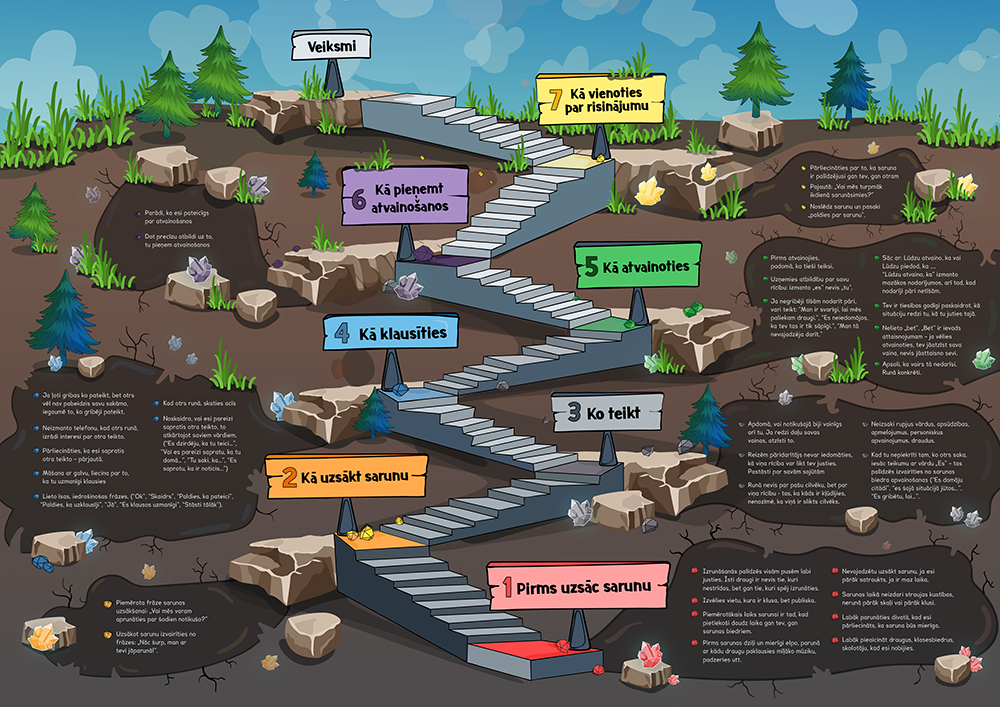 Veiksmi
7 Kā vienoties
par risinājumu
Pārliecināties par to, ka saruna
ir palīdzējusi gan tev, gan otram
Pajautā: „Vai mēs turpmāk
ikdienā sarunāsimies?"
Noslēdz sarunu un pasaki
„paldies par sarunu".
6 Kā pieņemt
atvainošanos
Parādi, ka esi pateicīgs
par atvainošanos
Dot precīzu atbildi uz to,
tu pieņem atvainošanos
5 Kā atvainoties
Pirms atvainojies,
padomā, ko tieši teiksi.
Uzņemies atbildību par savu
rīcību: izmanto „es" nevis „tu".
Ja negribēji tīšām nodarīt pāri,
vari teikt: "Man ir svarīgi, lai mēs
paliekam draugi.", "Es neiedomājos,
ka tev tas ir tik sāpīgi.", "Man tā
nevajadzēja darīt."
Sāc ar: Lūdzu atvaino, ka vai
Lūdzu piedod, ka ...
"Lūdzu atvaino, ka" izmanto
mazākos nodarījumos, arī tad, kad
nodarīji pāri netīšām.
Tev ir tiesības godīgi paskaidrot, kā
situāciju redzi tu, kā tu juties tajā.
Nelieto „bet". „Bet" ir ievads
attaisnojumam – ja vēlies
atvainoties, tev jāatzīst sava
vaina, nevis jāattaisno sevi.
Apsoli, ka vairs tā nedarīsi.
Runā konkrēti.
4 Kā klausīties
Ja ļoti gribas ko pateikt, bet otrs
vēl nav pabeidzis savu sakāmo,
iegaumē to, ko gribēji pateikt.
Neizmanto telefonu, kad otrs runā,
izrādi interesi par otra teikto.
Pārliecināties, ka esi sapratis
otra teikto – pārjautā.
Māšana ar galvu, liecina par to,
ka tu uzmanīgi klausies
Lieto īsas, iedrošinošas frāzes. ("Ok", "Skaidrs", "Paldies, ka pateici",
"Paldies, ka uzklausīji", "Jā", "Es klausos uzmanīgi", "Stāsti tālāk").
Kad otrs runā, skaties acīs
Noskaidro, vai esi pareizi
sapratis otra teikto, to
atkārtojot saviem vārdiem.
("Es dzirdēju, ka tu teici...",
"Vai es pareizi sapratu, ka tu
domā...", "Tu saki, ka...", "Es
sapratu, ka ir noticis...")
3 Ko teikt
Apdomā, vai notikušajā biji vainīgs
arī tu. Ja redzi daļu savas
vainas, atzīsti to.
Reizēm pāridarītājs nevar iedomāties,
kā viņa rīcība var likt tev justies.
Pastāsti par savām sajūtām
Runā nevis par pašu cilvēku, bet par
viņa rīcību - tas, ka kāds ir kļūdījies,
nenozīmē, ka viņš ir slikts cilvēks.
Neizsaki rupjus vārdus, apsūdzības,
apmelojumus, personiskus
apvainojumus, draudus.
Kad tu nepiekrīti tam, ko otrs saka,
iesāc teikumu ar vārdu „Es" – tas
palīdzēs izvairīties no sarunas
biedra apvainošanas ("Es domāju
citādi", "es šajā situācijā jūtos...",
"Es gribētu, lai...").
2 Kā uzsākt sarunu
Piemērota frāze sarunas
uzsākšanai: „Vai mēs varam
aprunāties par šodien notikušo?"
Uzsākot sarunu izvairīties no
frāzes: „Nāc šurp, man ar
tevi jāparunā!".
1 Pirms uzsāc sarunu
Izrunāšanās palīdzēs visām pusēm labi
justies. Īsti draugi ir nevis tie, kuri
nestrīdas, bet gan tie, kuri spēj izrunāties.
Izvēlies vietu, kura ir klusa, bet publiska.
Piemērotākais laiks sarunai ir tad, kad
pietiekoši daudz laika gan tev, gan
sarunas biedram.
Pirms sarunas dziļi un mierīgi elpo, parunā
ar kādu draugu paklausies mīļāko mūziku,
padzeries utt.
Nevajadzētu uzsākt sarunu, ja esi
pārāk satraukts, ja ir maz laika.
Sarunas laikā neizdari straujas kustības,
nerunā pārāk skaļi vai pārāk klusi.
Labāk parunāties divatā, kad esi
pārliecināts, ka saruna būs mierīga.
Labāk pieaicināt draugus, klasesbiedrus,
skolotāju, kad esi nobijies.